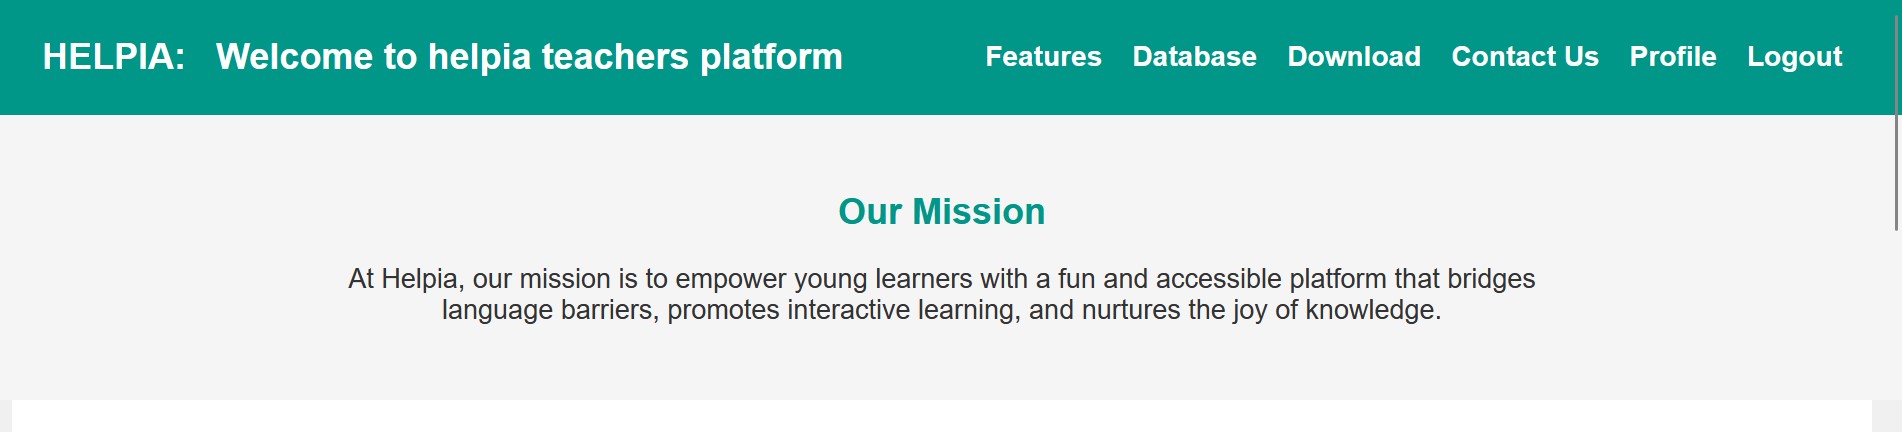 HELPIA: Welcome to helpia teachers platform
Features Database Download Contact Us Profile Logout
Our Mission
At Helpia, our mission is to empower young learners with a fun and accessible platform that bridges
language barriers, promotes interactive learning, and nurtures the joy of knowledge.